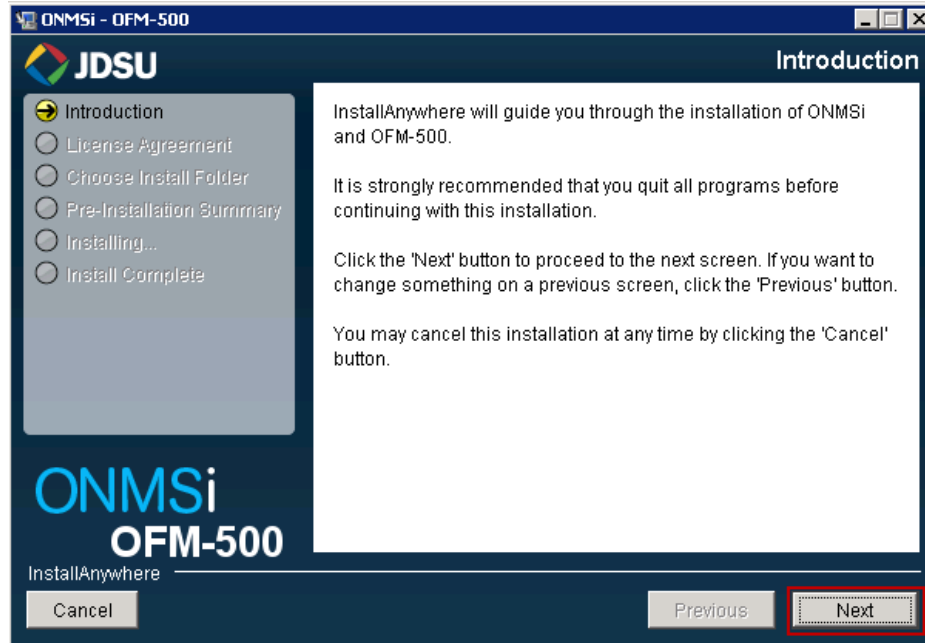 ONMSi - OFM-500
JDSU
Introduction
Introduction
License Agreement
Choose Install Folder
Pre-Installation Summary
Installing...
Install Complete
InstallAnywhere will guide you through the installation of ONMSi
and OFM-500.
It is strongly recommended that you quit all programs before
continuing with this installation.
Click the 'Next' button to proceed to the next screen. If you want to
change something on a previous screen, click the 'Previous' button.
You may cancel this installation at any time by clicking the 'Cancel'
button.
ONMSi
OFM-500
InstallAnywhere
Cancel
Previous
Next